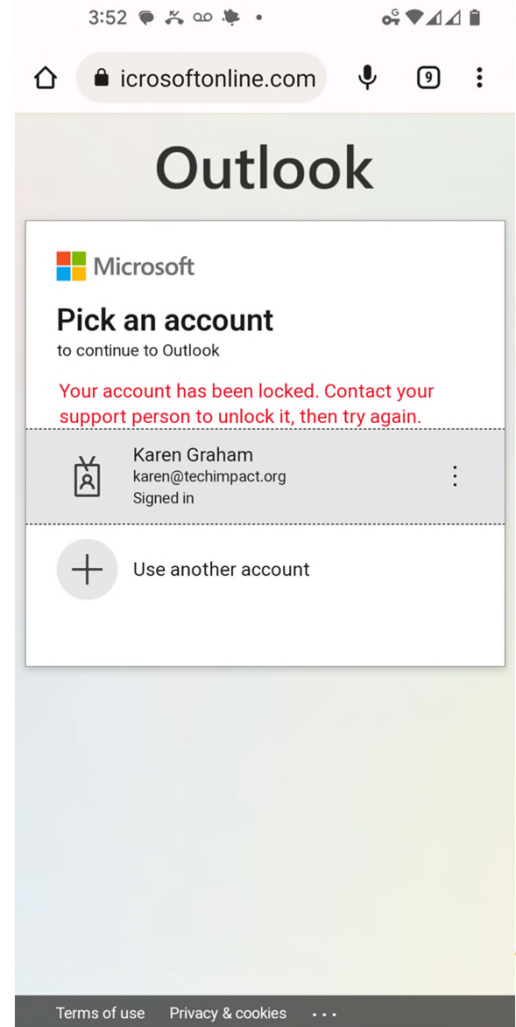 3:52
G
icrosoftonline.com
9
Outlook
Microsoft
Pick an account
to continue to Outlook
Your account has been locked. Contact your
support person to unlock it, then try again.
Karen Graham
karen@techimpact.org
Signed in
Use another account
Terms of use Privacy & cookies ...